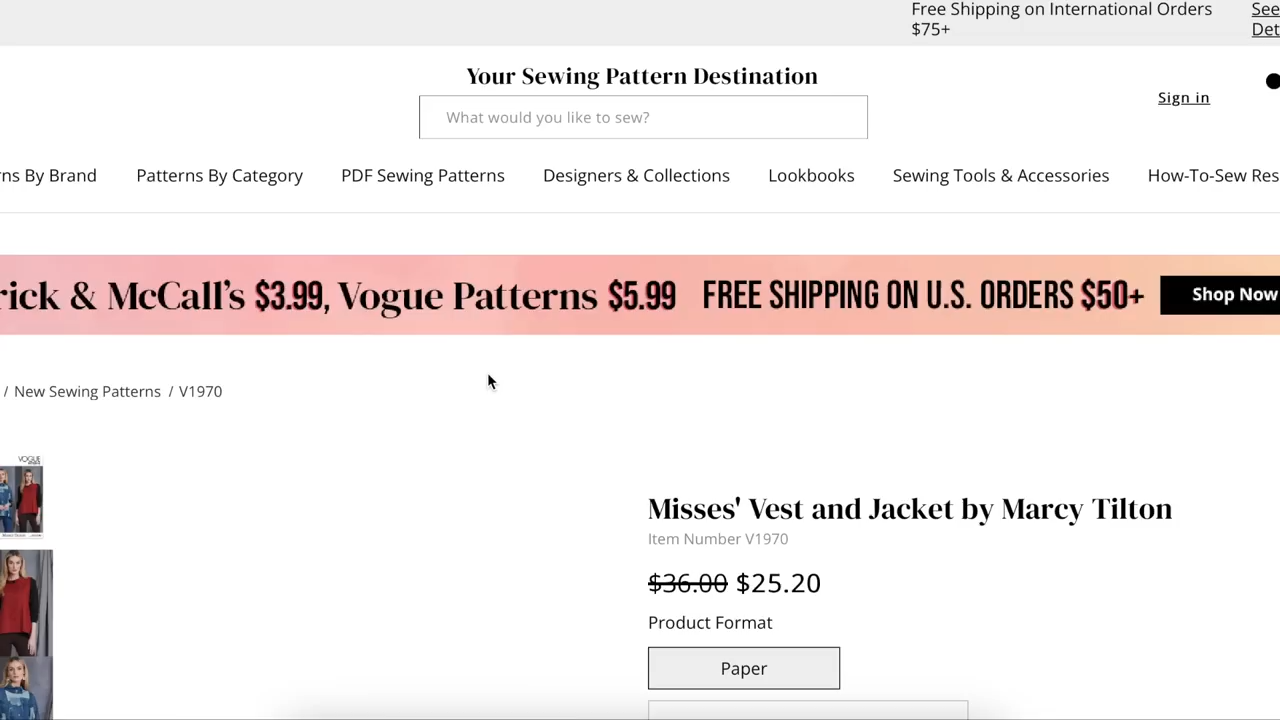 Free Shipping on International Orders
$75+
See
Det
Your Sewing Pattern Destination
What would you like to sew?
Sign in
rns By Brand
Patterns By Category
PDF Sewing Patterns
Designers & Collections
Lookbooks
Sewing Tools & Accessories
How-To-Sew Res
rick & McCall's $3.99, Vogue Patterns $5.99 FREE SHIPPING ON U.S. ORDERS $50+
Shop Now
/ New Sewing Patterns / V1970
VOGUE
Misses' Vest and Jacket by Marcy Tilton
Item Number V1970
$36.00 $25.20
Product Format
Paper